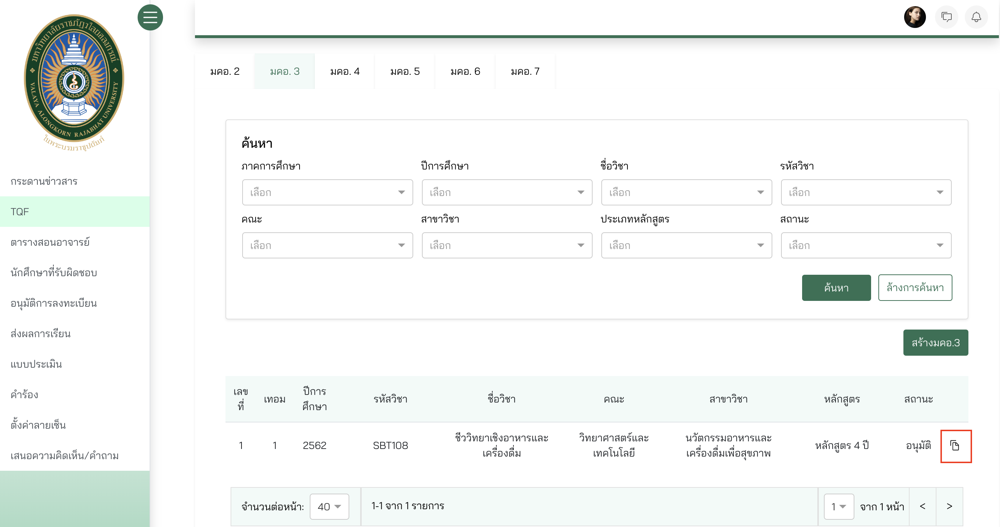 มหาวิทยาลัยราชภัฏวไลยอลงกรณ์
VALAYA ALONGKORN RAJABHAT UNIVERSITY
ในพระบรมราชูปถัมภ์
กระดานข่าวสาร
TQF
ตารางสอนอาจารย์
นักศึกษาที่รับผิดชอบ
อนุมัติการลงทะเบียน
ส่งผลการเรียน
แบบประเมิน
คำร้อง
ตั้งค่าลายเซ็น
เสนอความคิดเห็น/คำถาม
มคอ. 2 มคอ. 3 มคอ. 4 มคอ. 5 มคอ. 6 มคอ. 7
ค้นหา
ภาคการศึกษา ปีการศึกษา ชื่อวิชา รหัสวิชา
เลือก เลือก เลือก เลือก
คณะ สาขาวิชา ประเภทหลักสูตร สถานะ
เลือก เลือก เลือก เลือก
ค้นหา ล้างการค้นหา
สร้างมคอ.3
เลข ปีการ
เทอม รหัสวิชา ชื่อวิชา คณะ สาขาวิชา หลักสูตร สถานะ
ที่ ศึกษา
ชีววิทยาเชิงอาหารและ วิทยาศาสตร์และ นวัตกรรมอาหารและ
1 1 2562 SBT108 หลักสูตร 4 ปี อนุมัติ
เครื่องดื่ม เทคโนโลยี เครื่องดื่มเพื่อสุขภาพ
จำนวนต่อหน้า: 40 1-1 จาก 1 รายการ 1 จาก 1 หน้า < >